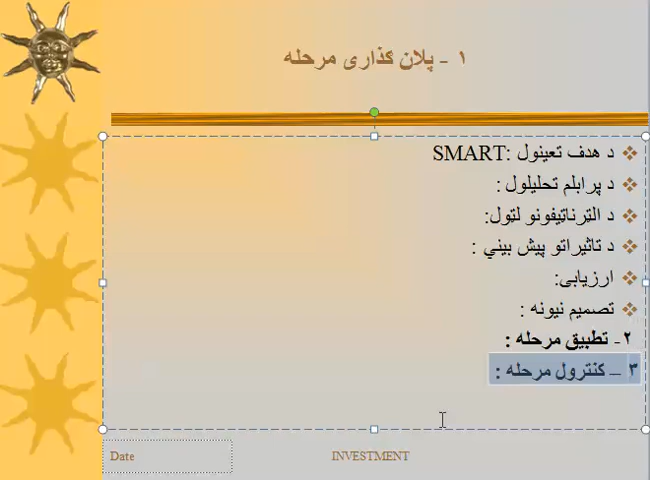 ۱ - پلان گذاری مرحله
د هدف تعینول :SMART
د پرابلم تحلیلول :
د الټرناټیفونو لټول:
د تاثیراتو پیش بیني :
ارزیابی:
تصمیم نیونه :
۲- تطبیق مرحله :
۳ – کنترول مرحله :
Date
INVESTMENT